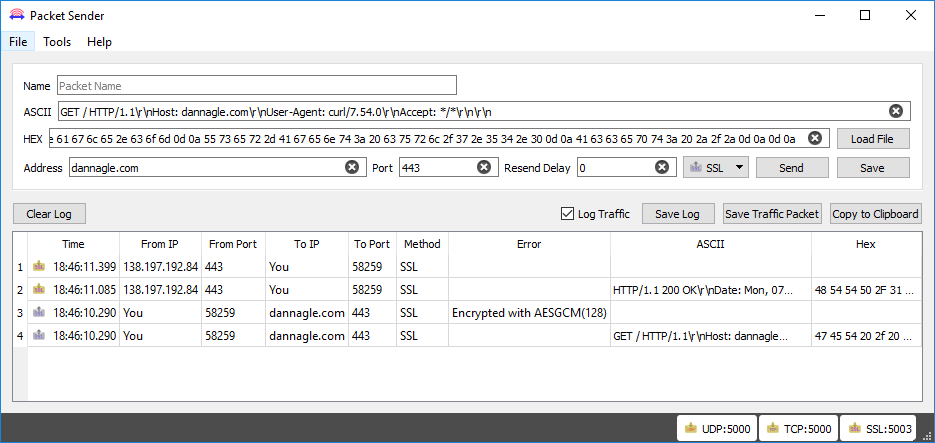 Packet Sender
File Tools Help
Name Packet Name
ASCII GET / HTTP/1.1\r\nHost: dannagle.com\r\nUser-Agent: curl/7.54.0\r\nAccept: */*\r\n\r\n
HEX 61 67 6c 65 2e 63 6f 6d 0d 0a 55 73 65 72 2d 41 67 65 6e 74 3a 20 63 75 72 6c 2f 37 2e 35 34 2e 30 0d 0a 41 63 63 65 70 74 3a 20 2a 2f 2a 0d 0a 0d 0a Load File
Address dannagle.com Port 443 Resend Delay 0 SSL Send Save
Clear Log Log Traffic Save Log Save Traffic Packet Copy to Clipboard
Time From IP From Port To IP To Port Method Error ASCII Hex
1 18:46:11.399 138.197.192.84 443 You 58259 SSL
2 18:46:11.085 138.197.192.84 443 You 58259 SSL HTTP/1.1 200 OK\r\nDate: Mon, 07... 48 54 54 50 2F 31 ...
3 18:46:10.290 You 58259 dannagle.com 443 SSL Encrypted with AESGCM(128)
4 18:46:10.290 You 58259 dannagle.com 443 SSL GET / HTTP/1.1\r\nHost: dannagle... 47 45 54 20 2f 20 ...
UDP:5000 TCP:5000 SSL:5003